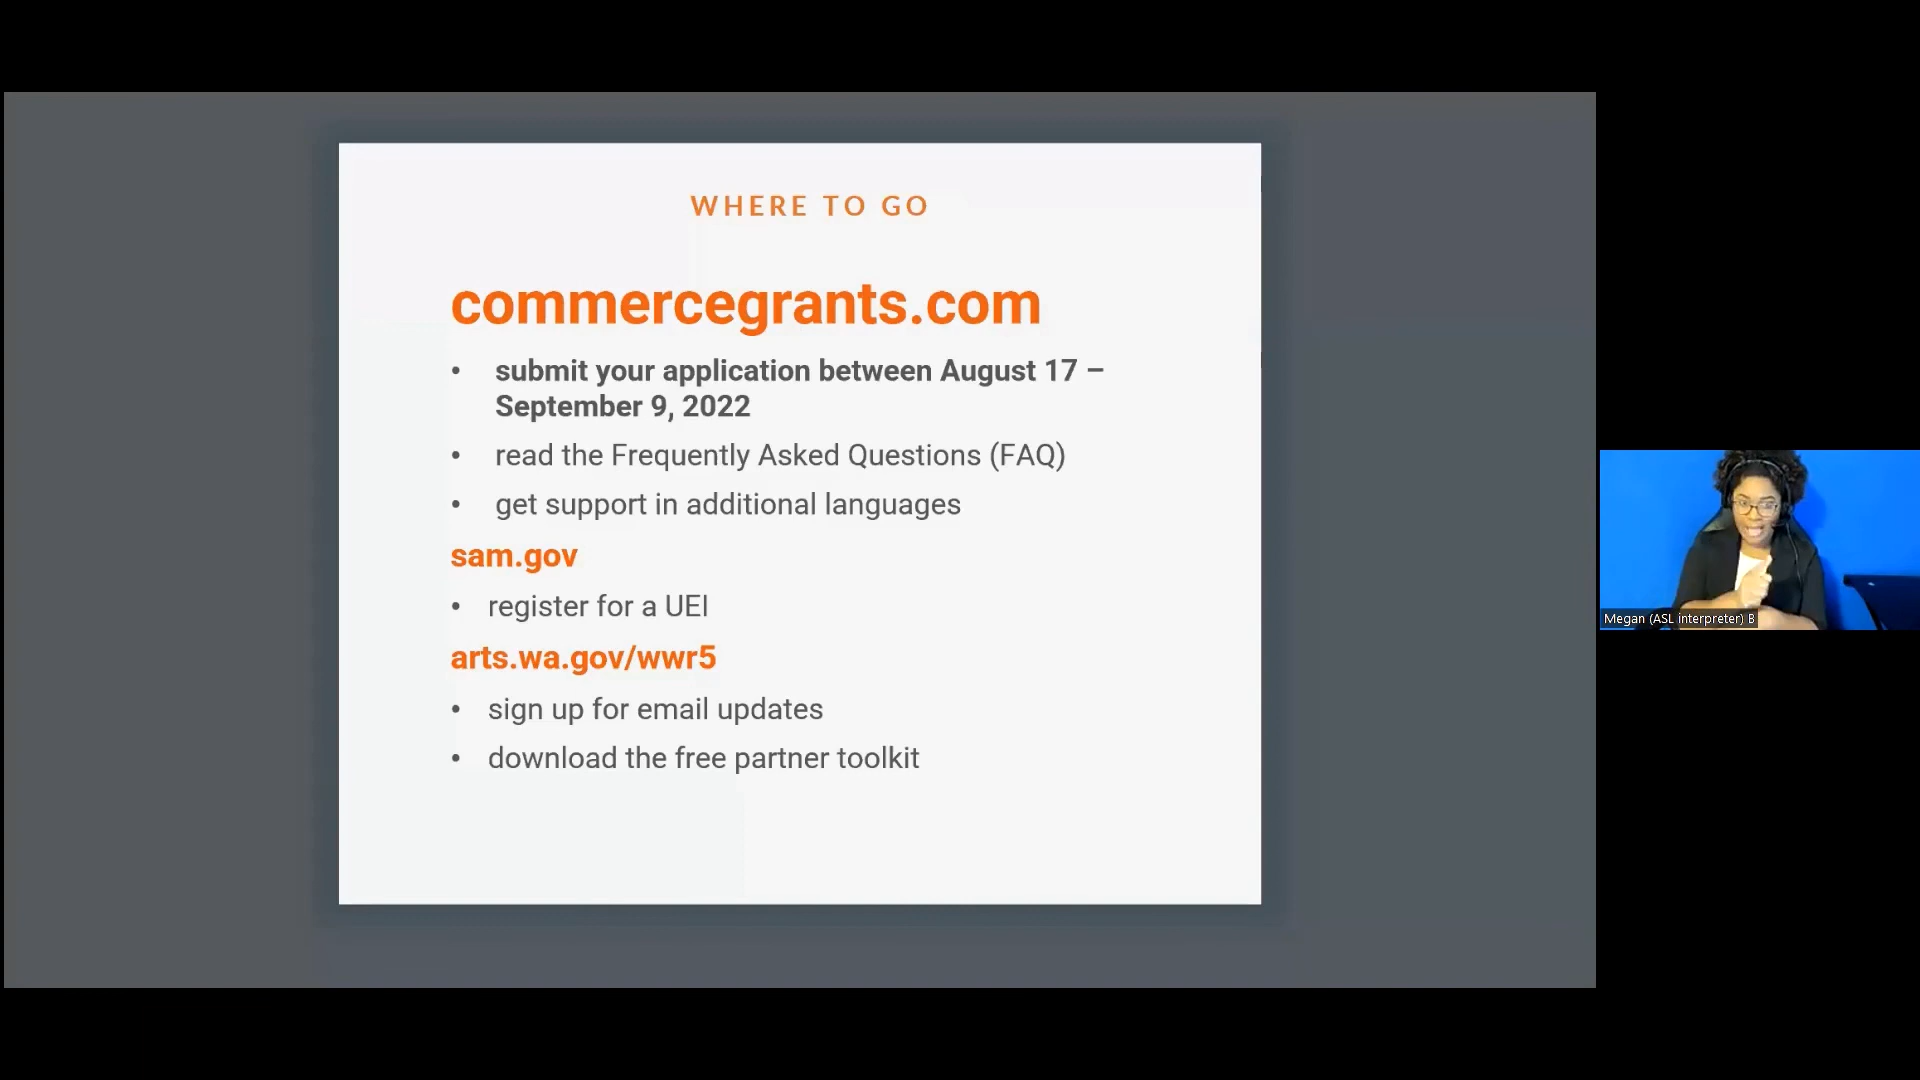 WHERE TO GO
commercegrants.com
• submit your application between August 17 –
September 9, 2022
• read the Frequently Asked Questions (FAQ)
• get support in additional languages
sam.gov
• register for a UEI
arts.wa.gov/wwr5
• sign up for email updates
• download the free partner toolkit
Megan (ASL interpreter) B